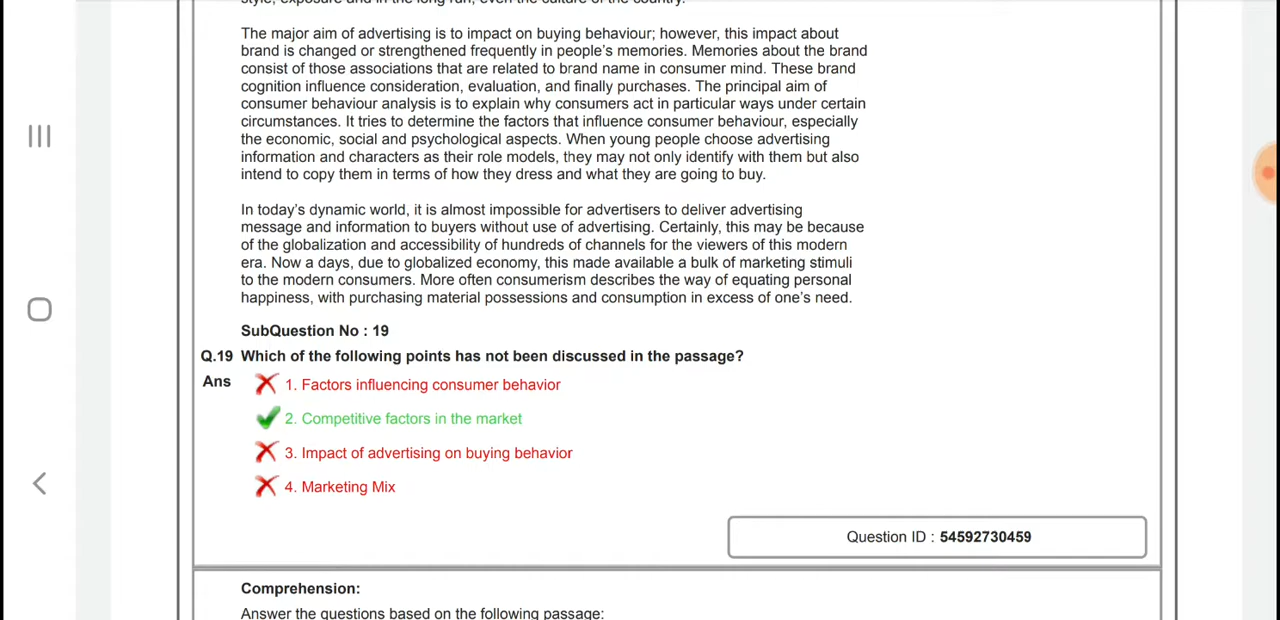 style, exposure and in the long run, even the culture of the country.
The major aim of advertising is to impact on buying behaviour; however, this impact about
brand is changed or strengthened frequently in people's memories. Memories about the brand
consist of those associations that are related to brand name in consumer mind. These brand
cognition influence consideration, evaluation, and finally purchases. The principal aim of
consumer behaviour analysis is to explain why consumers act in particular ways under certain
circumstances. It tries to determine the factors that influence consumer behaviour, especially
the economic, social and psychological aspects. When young people choose advertising
information and characters as their role models, they may not only identify with them but also
intend to copy them in terms of how they dress and what they are going to buy.
In today's dynamic world, it is almost impossible for advertisers to deliver advertising
message and information to buyers without use of advertising. Certainly, this may be because
of the globalization and accessibility of hundreds of channels for the viewers of this modern
era. Now a days, due to globalized economy, this made available a bulk of marketing stimuli
to the modern consumers. More often consumerism describes the way of equating personal
happiness, with purchasing material possessions and consumption in excess of one's need.
SubQuestion No : 19
Q.19 Which of the following points has not been discussed in the passage?
Ans 1. Factors influencing consumer behavior
2. Competitive factors in the market
3. Impact of advertising on buying behavior
4. Marketing Mix
Question ID : 54592730459
Comprehension:
Answer the questions based on the following passage: